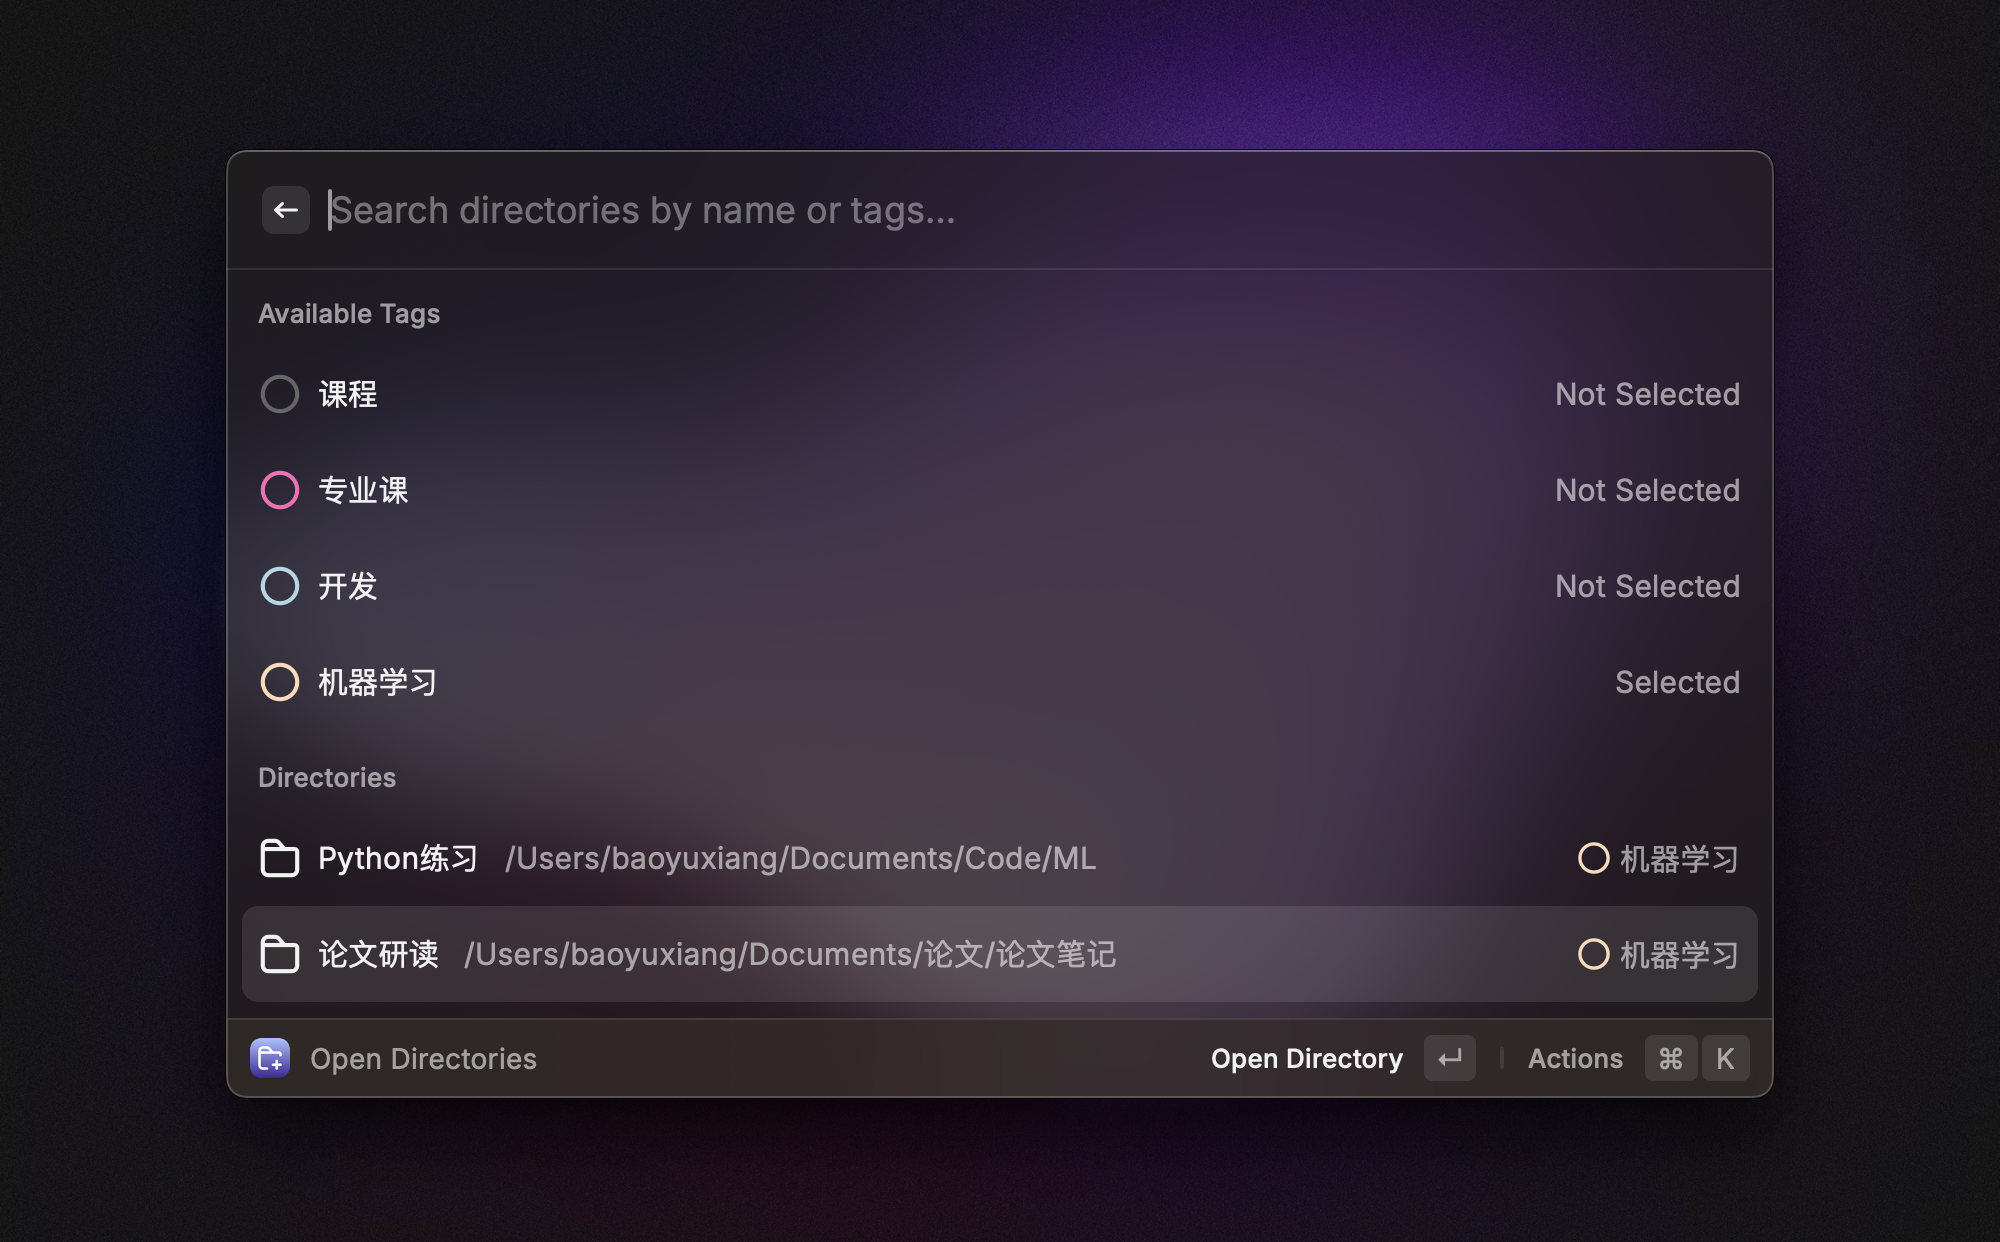 Search directories by name or tags...
Available Tags
课程 Not Selected
专业课 Not Selected
开发 Not Selected
机器学习 Selected
Directories
Python练习 /Users/baoyuxiang/Documents/Code/ML 机器学习
论文研读 /Users/baoyuxiang/Documents/论文/论文笔记 机器学习
Open Directories Open Directory ↵ Actions ⌘ K